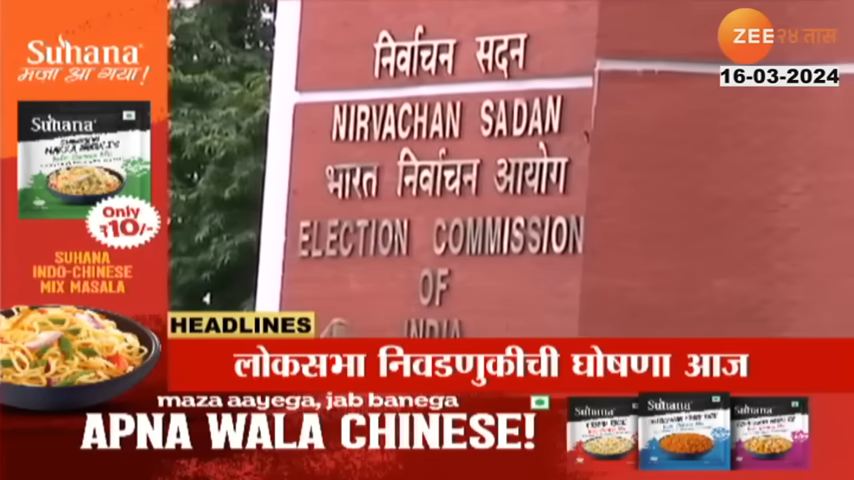 Suhana
मजा आ गया!
Suhana
Only
₹10/-
SUHANA
INDO-CHINESE
MIX MASALA
ZEE २४ तास
16-03-2024
निर्वाचन सदन
NIRVACHAN SADAN
भारत निर्वाचन आयोग
ELECTION COMMISSION
OF
INDIA
HEADLINES
लोकसभा निवडणुकीची घोषणा आज
maza aayega, jab banega
APNA WALA CHINESE!
Suhana
Suhana
Suhana